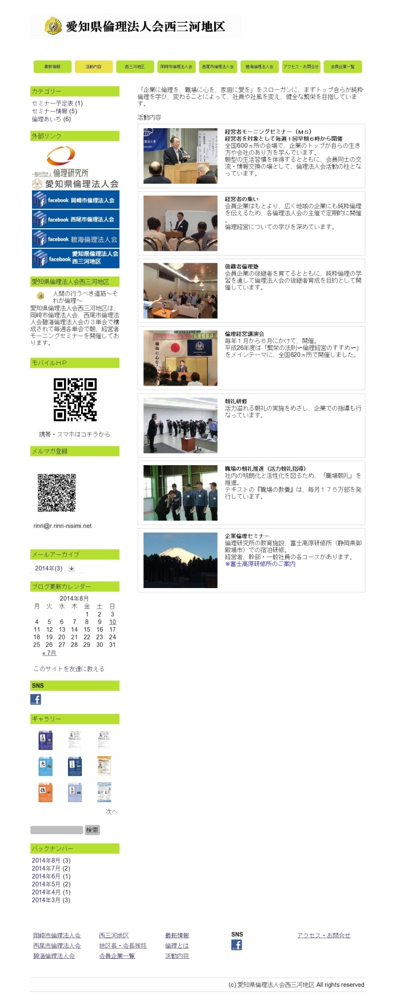 愛知県倫理法人会西三河地区
最新情報
活動内容
西三河地区
岡崎市倫理法人会
西尾市倫理法人会
碧海倫理法人会
アクセス・お問合せ
会員企業一覧
カテゴリー
セミナー予定表 (1)
セミナー情報 (5)
倫理あいち (6)
外部リンク
一般社団法人 倫理研究所
愛知県倫理法人会
facebook 岡崎市倫理法人会
facebook 西尾市倫理法人会
facebook 碧海倫理法人会
facebook 愛知県倫理法人会
西三河地区
愛知県倫理法人会西三河地区
人間の行うべき道筋～そ
れが倫理～
愛知県倫理法人会西三河地区は、
岡崎市倫理法人会、西尾市倫理法
人会碧海倫理法人会の３単会で構
成されて毎週各単会で朝、経営者
モーニングセミナーを開催してお
ります。
モバイルＨＰ
携帯・スマホはコチラから
メルマガ登録
rinri@r.rinri-nisimi.net
メールアーカイブ
2014年(3)
ブログ更新カレンダー
2014年8月
月 火 水 木 金 土 日
1 2 3
4 5 6 7 8 9 10
11 12 13 14 15 16 17
18 19 20 21 22 23 24
25 26 27 28 29 30 31
« 7月
このサイトを友達に教える
SNS
ギャラリー
次へ
検索
バックナンバー
2014年8月 (3)
2014年7月 (2)
2014年6月 (1)
2014年5月 (2)
2014年4月 (1)
2014年3月 (3)
「企業に倫理を、職場に心を、家庭に愛を」をスローガンに、まずトップ自らが純粋
倫理を学び、変わることによって、社員や社風を変え、健全な繁栄を目指していま
す。
活動内容
経営者モーニングセミナー（ＭＳ）
経営者を対象として毎週１回早朝６時から開催
全国600ヵ所の会場で、企業のトップが自らの生き
方や会社のあり方を学んでいます。
朝型の生活習慣を体得するとともに、会員同士の交
流・情報交換の場として、倫理法人会活動の柱とな
っています。
経営者の集い
会員企業はもとより、広く地域の企業にも純粋倫理
を伝えるため、各倫理法人会の主催で定期的に開催
。
倫理経営についての学びを深めています。
後継者倫理塾
会員企業の後継者を育てるとともに、純粋倫理の学
習を通して倫理法人会の後継者育成を目的として開
催しています。
倫理経営講演会
毎年１月から６月にかけて、開催。
平成26年度は「繁栄の法則〜倫理経営のすすめ〜」
をメインテーマに、全国620ヵ所で開催しました。
朝礼研修
活力溢れる朝礼の実施をめざし、企業での指導も行
なっています。
職場の朝礼推進（活力朝礼指導）
社内の明朗化と活性化を図るため、「職場朝礼」を
推進。
テキストの『職場の教養』は、毎月１７５万部を発
行しています。
企業倫理セミナー
倫理研究所の教育施設、富士高原研修所（静岡県御
殿場市）での宿泊研修。
経営者、幹部・一般社員の各コースがあります。
※富士高原研修所のご案内
岡崎市倫理法人会
西尾市倫理法人会
碧海倫理法人会
西三河地区
地区長・会長挨拶
会員企業一覧
最新情報
倫理とは
活動内容
SNS
アクセス・お問合せ
(c) 愛知県倫理法人会西三河地区 All rights reserved